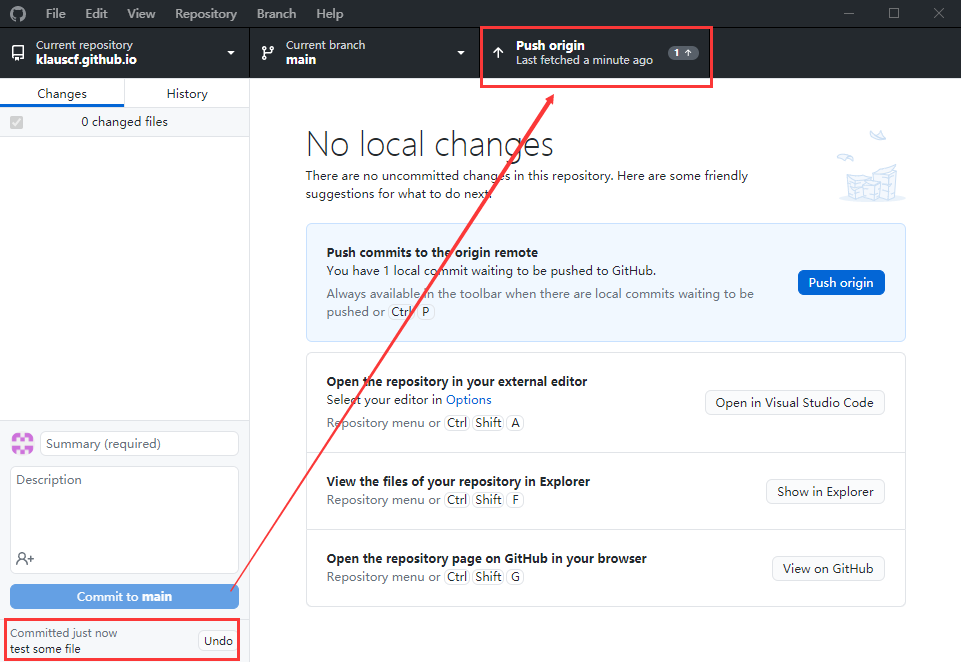 File Edit View Repository Branch Help
Current repository
klauscf.github.io
Current branch
main
Push origin
Last fetched a minute ago
1
Changes
History
0 changed files
No local changes
There are no uncommitted changes in this repository. Here are some friendly
suggestions for what to do next.
Push commits to the origin remote
You have 1 local commit waiting to be pushed to GitHub.
Always available in the toolbar when there are local commits waiting to be
pushed or Ctrl P
Push origin
Open the repository in your external editor
Select your editor in Options
Repository menu or Ctrl Shift A
Open in Visual Studio Code
View the files of your repository in Explorer
Repository menu or Ctrl Shift F
Show in Explorer
Open the repository page on GitHub in your browser
Repository menu or Ctrl Shift G
View on GitHub
Summary (required)
Description
Commit to main
Committed just now
test some file
Undo